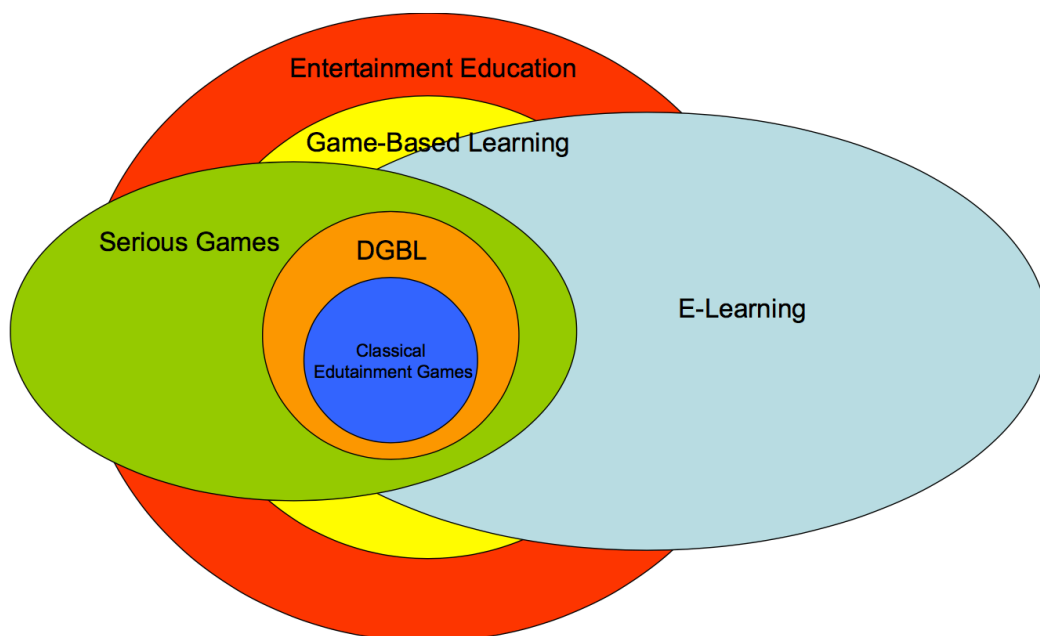 Entertainment Education
Game-Based Learning
Serious Games
DGBL
E-Learning
Classical
Edutainment Games